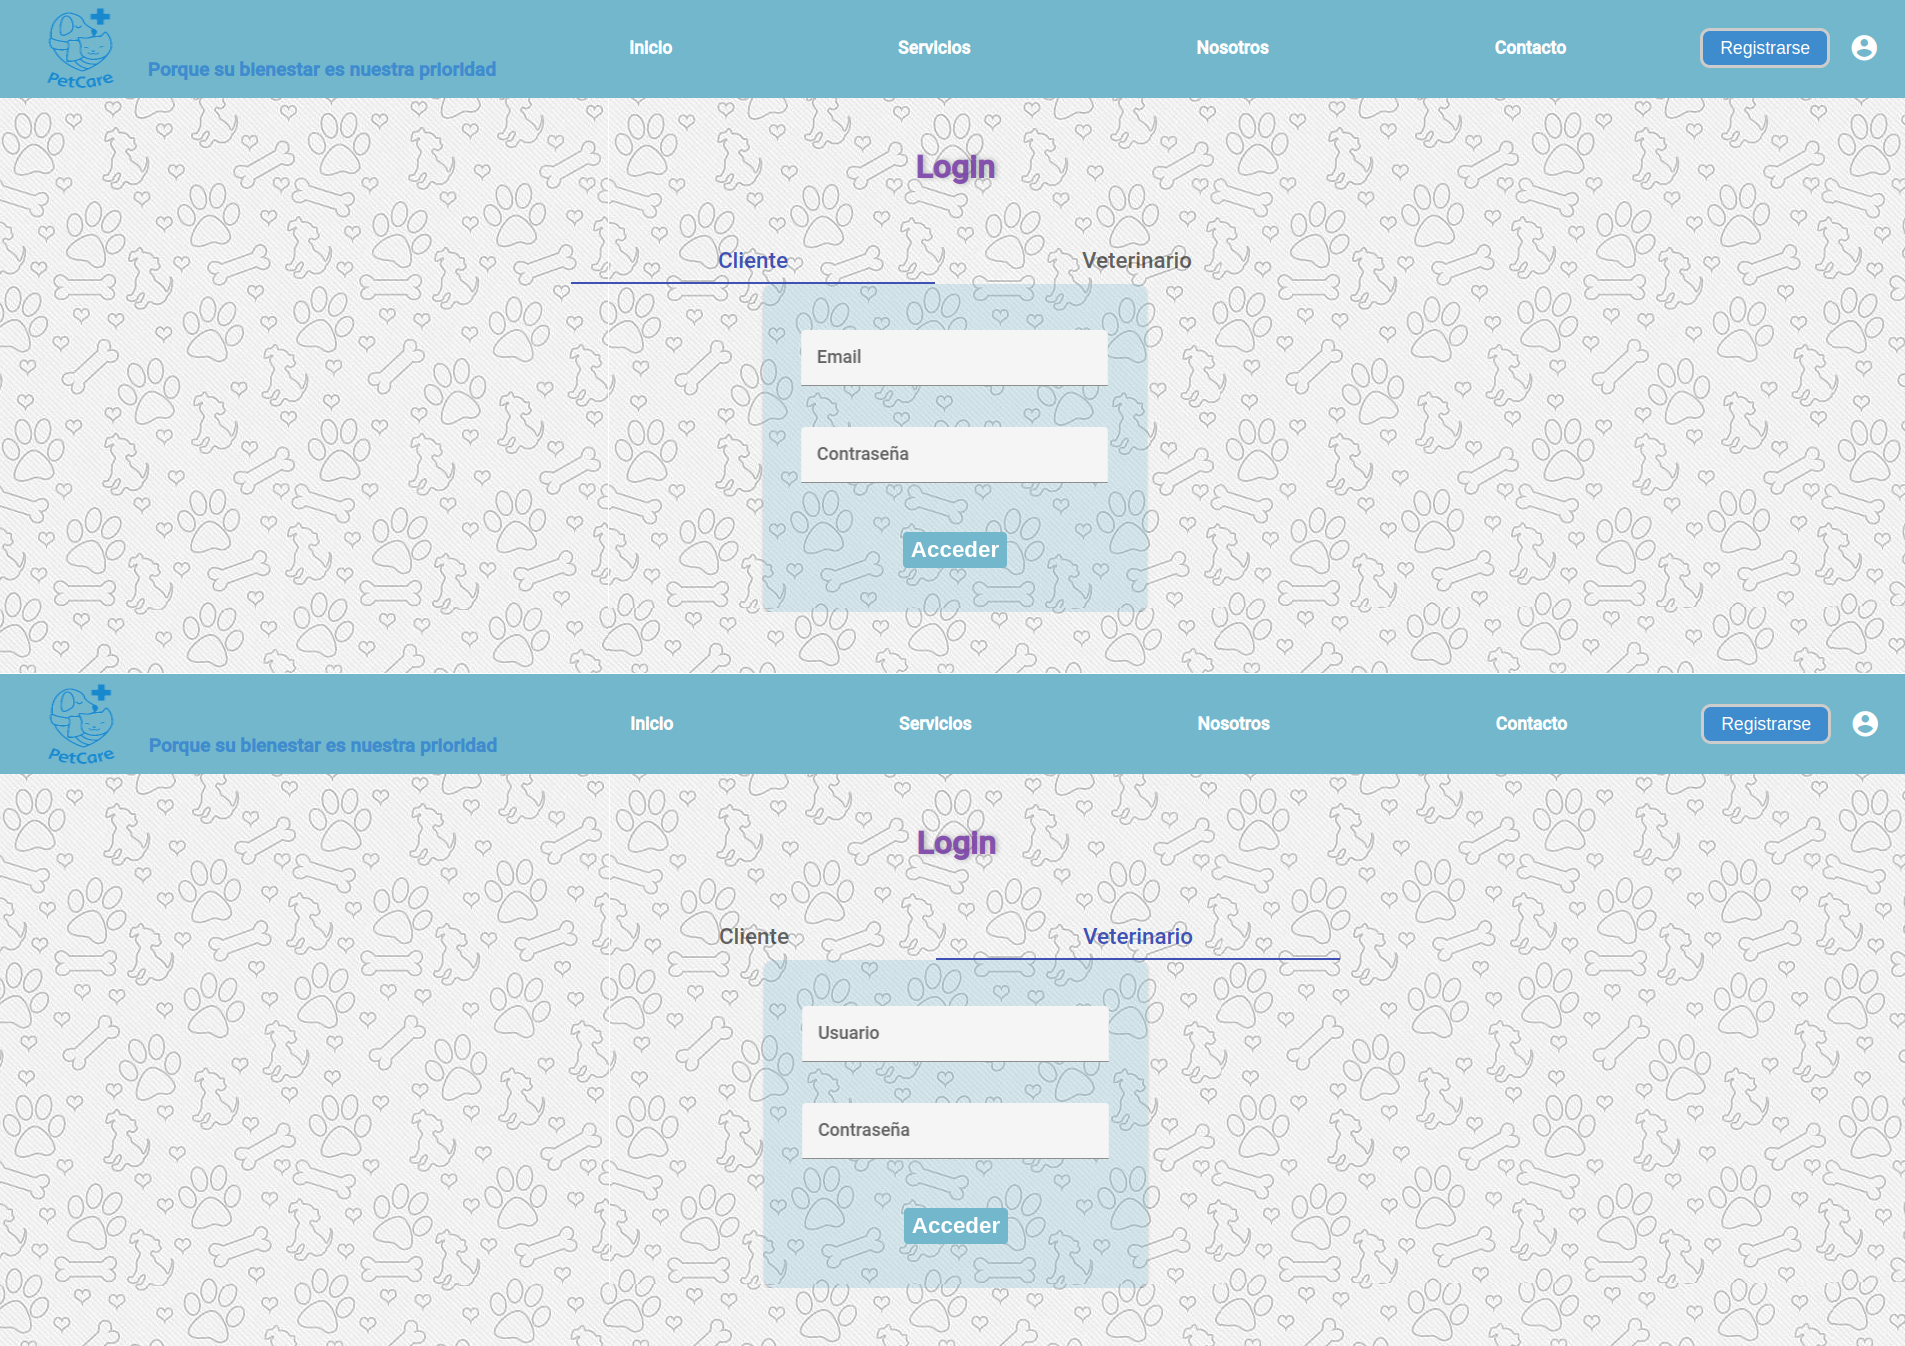 PetCare
Porque su bienestar es nuestra prioridad
Inicio
Servicios
Nosotros
Contacto
Registrarse
Login
Cliente
Veterinario
Email
Contraseña
Acceder
PetCare
Porque su bienestar es nuestra prioridad
Inicio
Servicios
Nosotros
Contacto
Registrarse
Login
Cliente
Veterinario
Usuario
Contraseña
Acceder